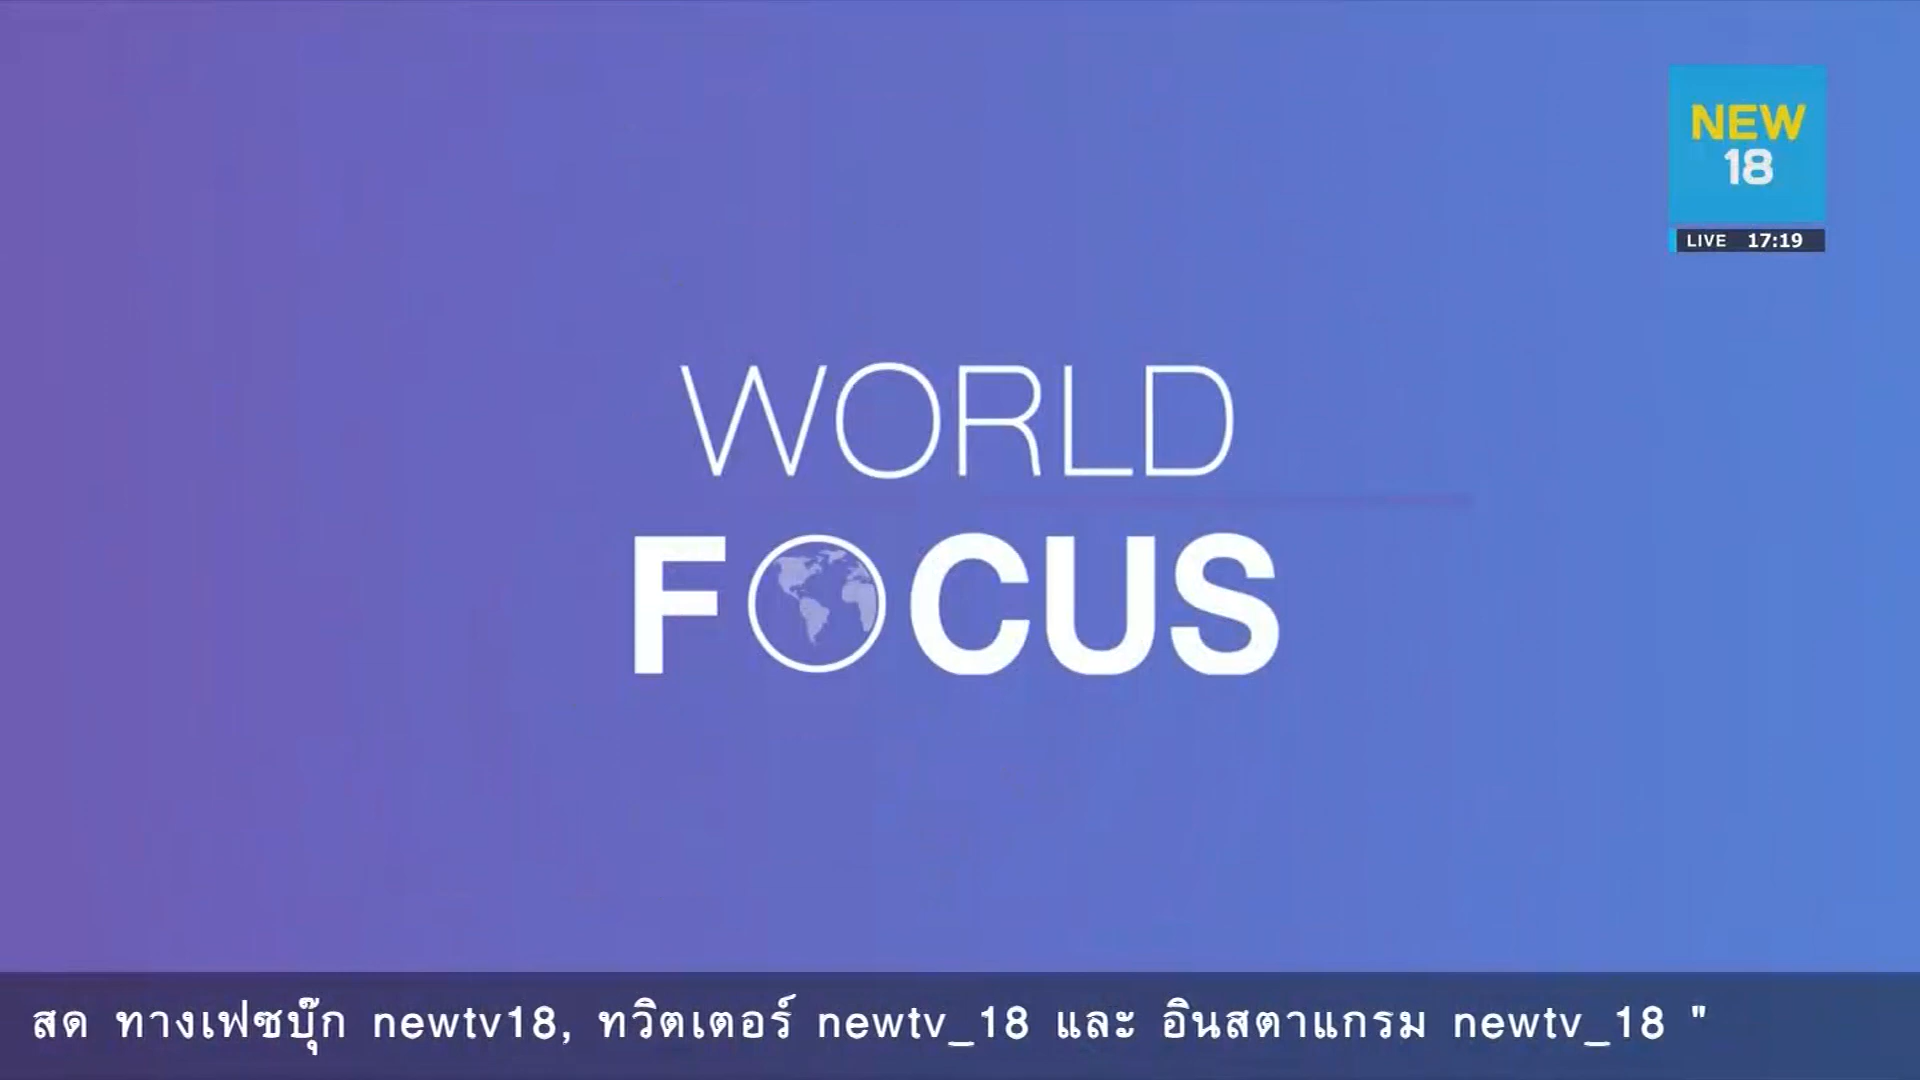 NEW
18
LIVE 17:19
WORLD
FOCUS
สด ทางเฟซบุ๊ก newtv18, ทวิตเตอร์ newtv_18 และ อินสตาแกรม newtv_18 "